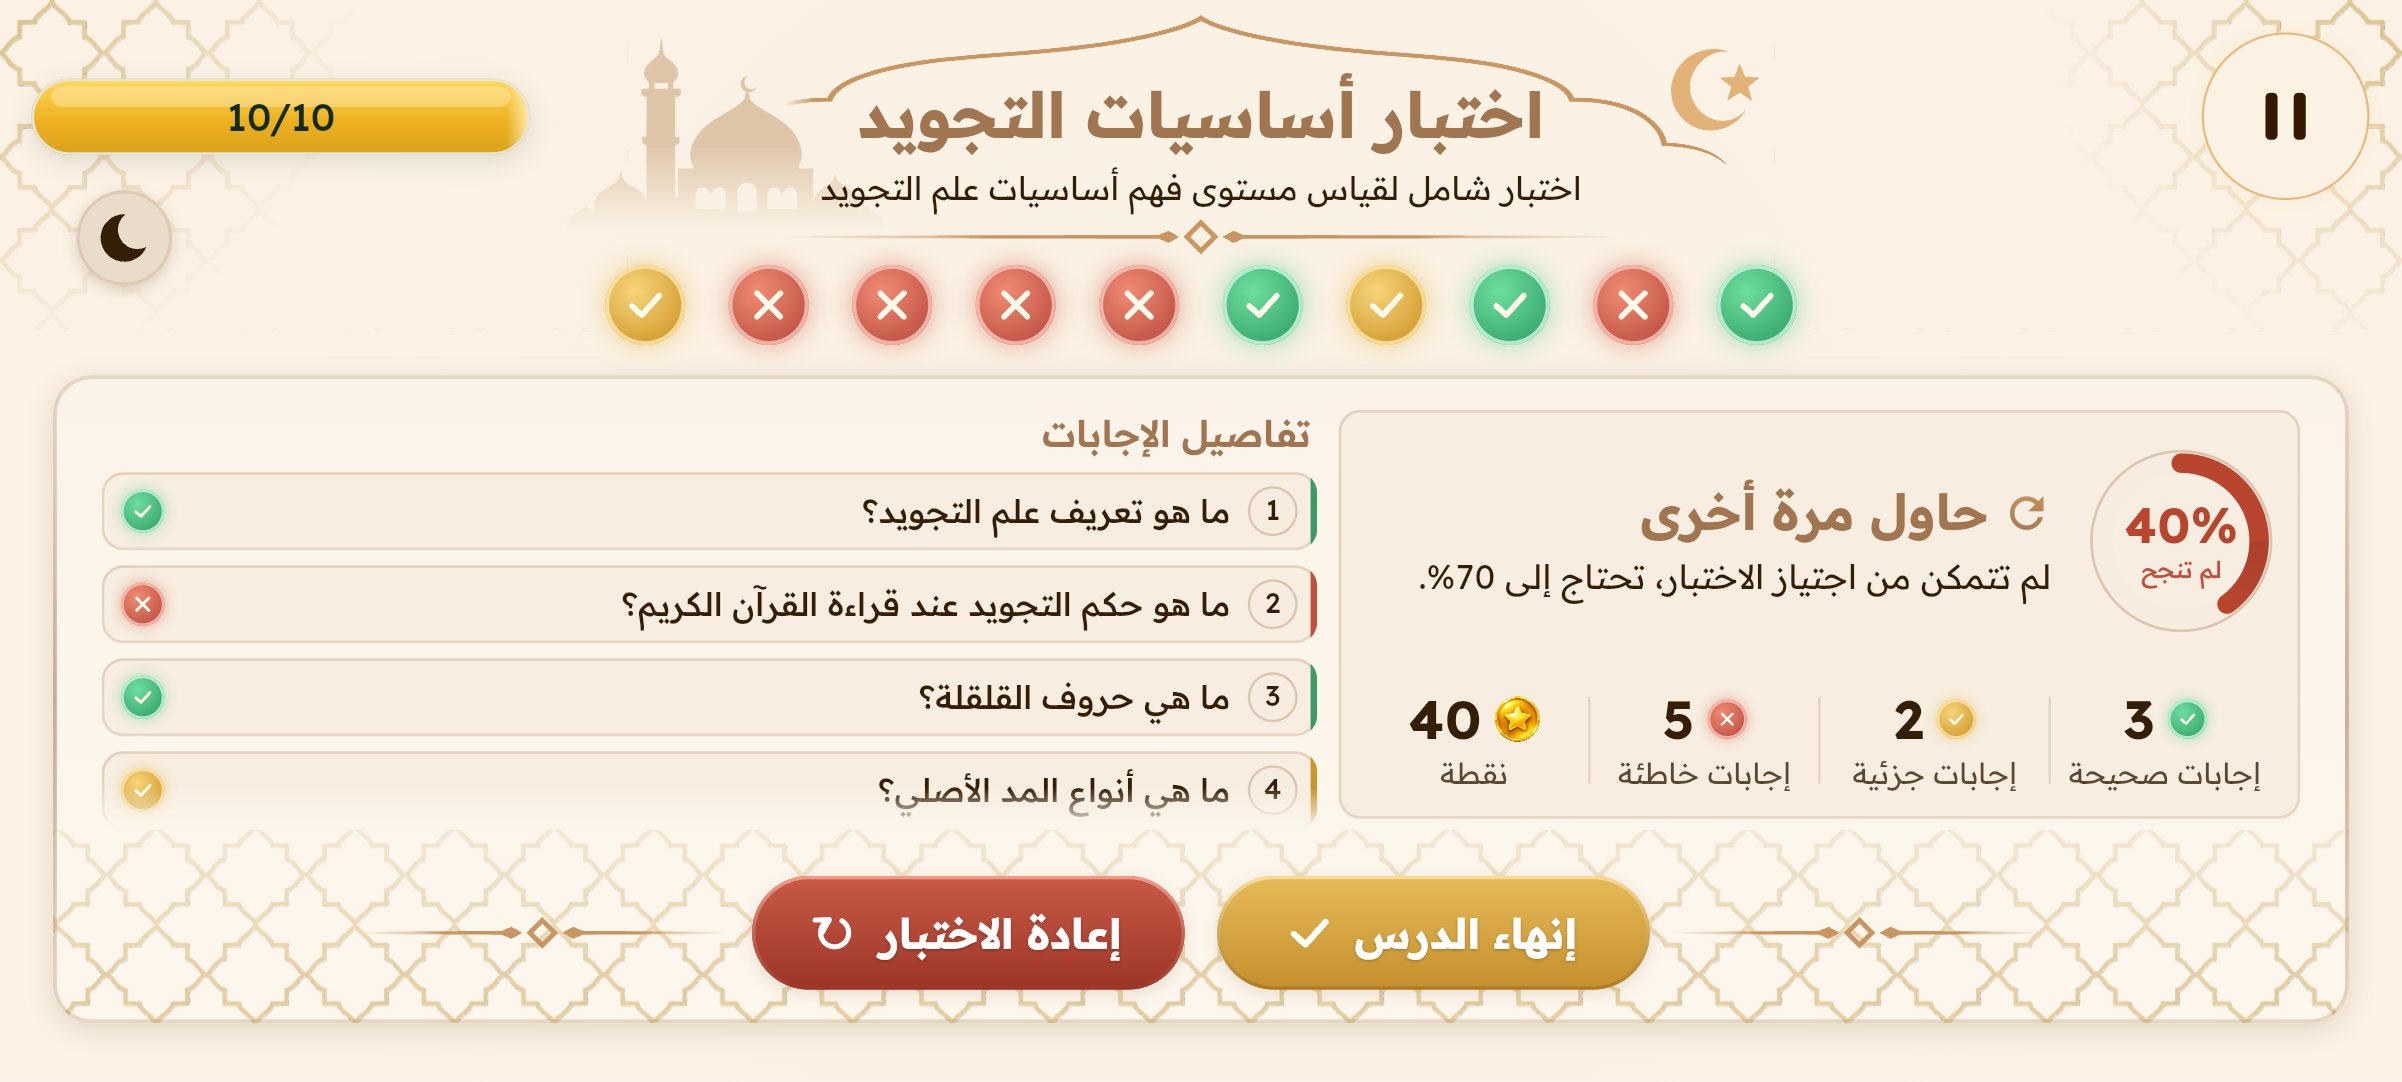 10/10
اختبار أساسيات التجويد
اختبار شامل لقياس مستوى فهم أساسيات علم التجويد
40%
لم تنجح
حاول مرة أخرى
لم تتمكن من اجتياز الاختبار، تحتاج إلى 70%.
3
إجابات صحيحة
2
إجابات جزئية
5
إجابات خاطئة
40
نقطة
تفاصيل الإجابات
1 ما هو تعريف علم التجويد؟
2 ما هو حكم التجويد عند قراءة القرآن الكريم؟
3 ما هي حروف القلقلة؟
4 ما هي أنواع المد الأصلي؟
إنهاء الدرس
إعادة الاختبار